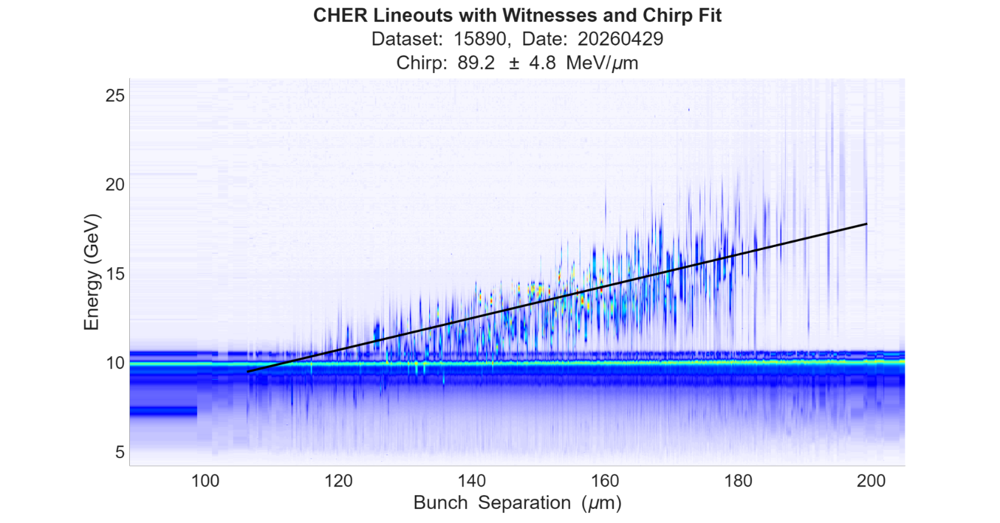 CHER Lineouts with Witnesses and Chirp Fit
Dataset: 15890, Date: 20260429
Chirp: 89.2 ± 4.8 MeV/µm
25
20
15
10
5
Energy (GeV)
100 120 140 160 180 200
Bunch Separation (µm)